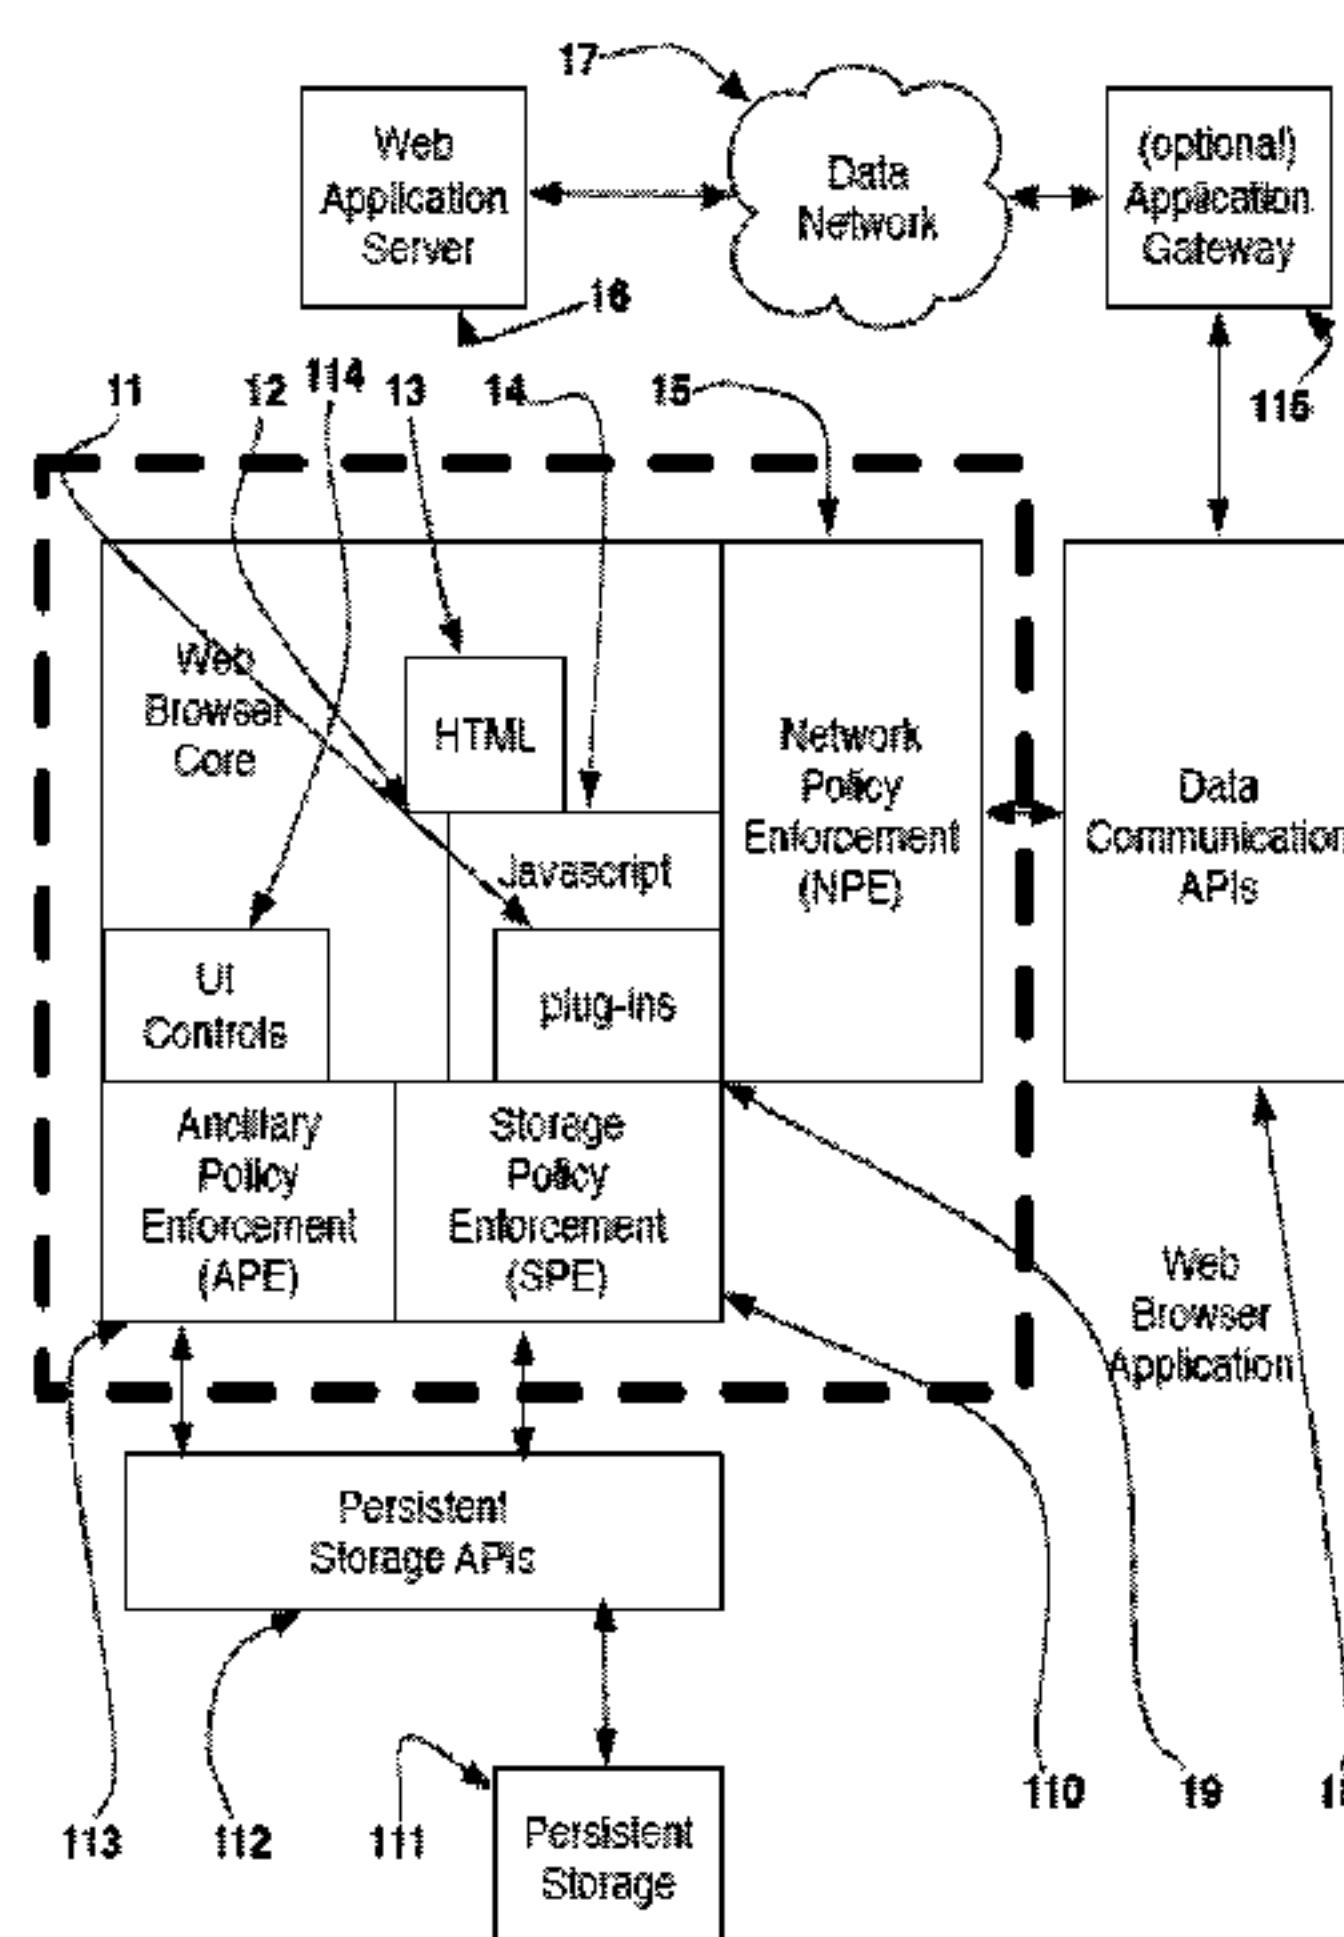 17
Web
Application
Server
Data
Network
(optional)
Application
Gateway
16
115
11
12
114
13
14
15
Web
Browser
Core
HTML
Network
Policy
Enforcement
(NPE)
Data
Communication
APIs
Javascript
UI
Controls
plug-ins
Ancillary
Policy
Enforcement
(APE)
Storage
Policy
Enforcement
(SPE)
Web
Browser
Application
Persistent
Storage APIs
110
19
113
112
111
Persistent
Storage